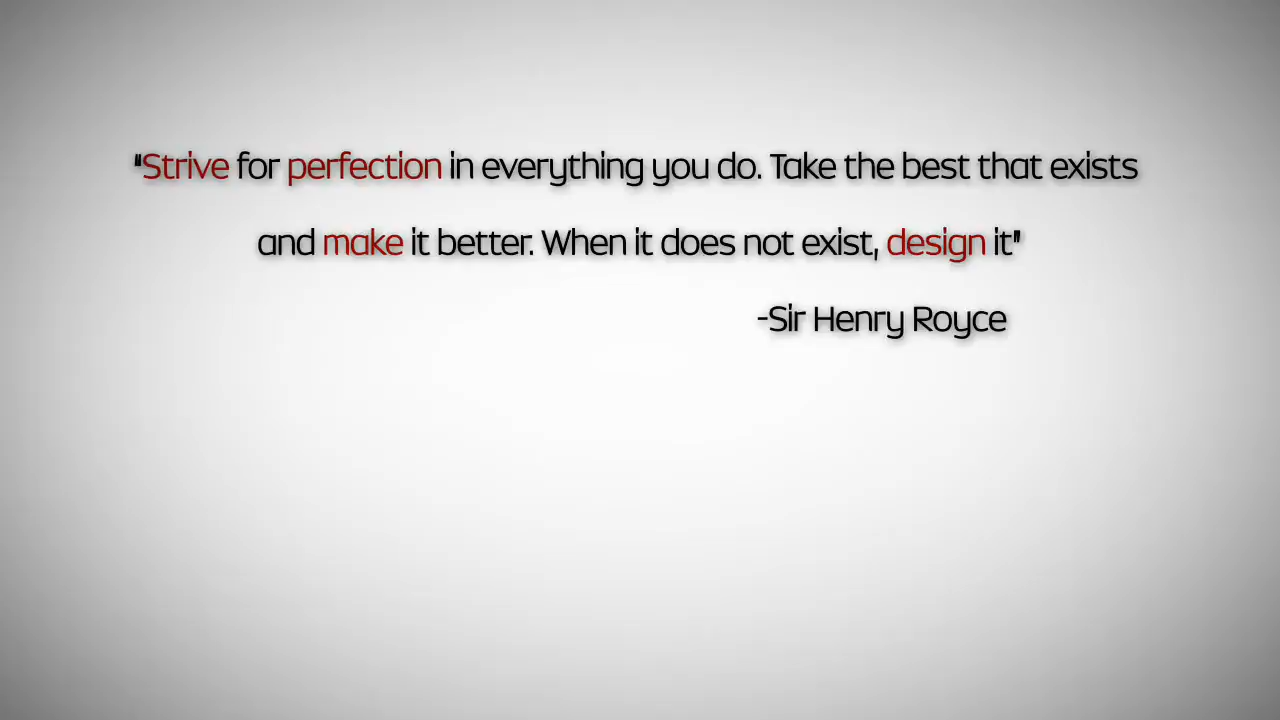 "Strive for perfection in everything you do. Take the best that exists
and make it better. When it does not exist, design it"
-Sir Henry Royce